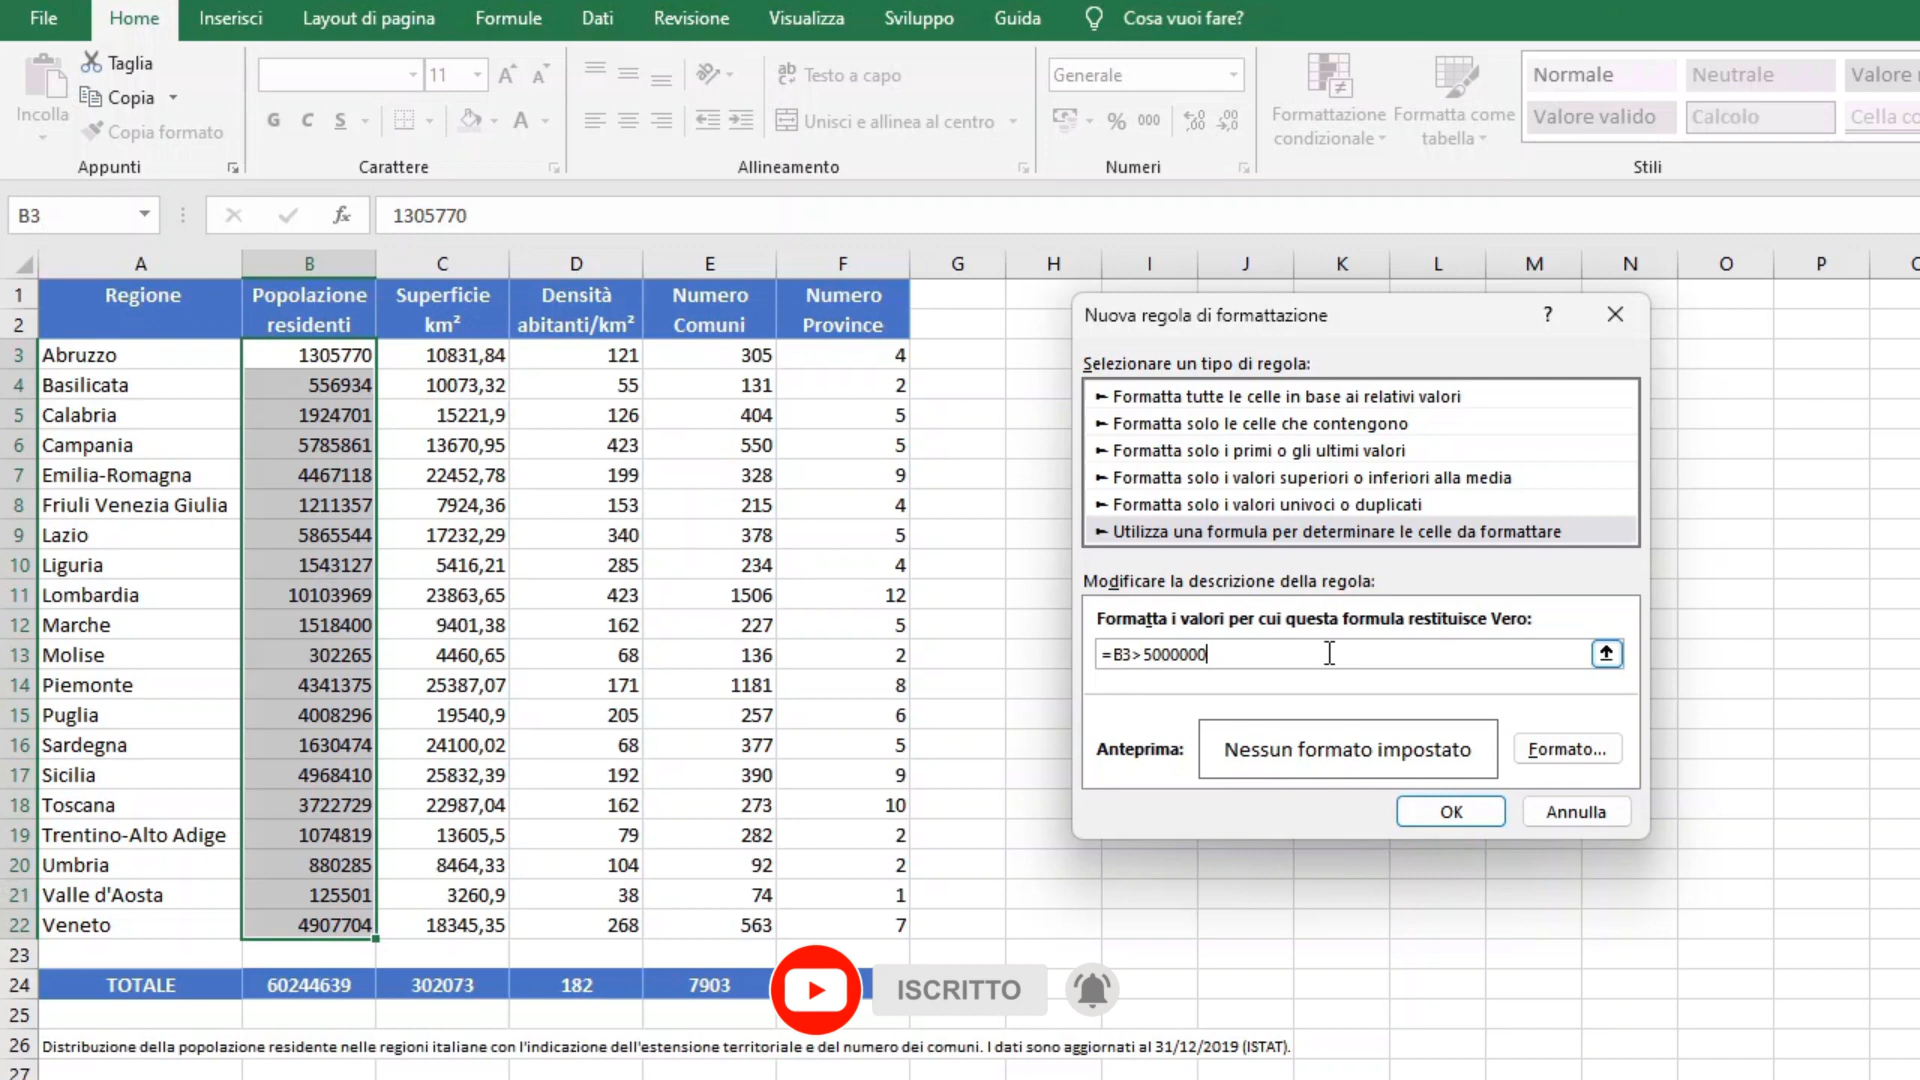 File Home Inserisci Layout di pagina Formule Dati Revisione Visualizza Sviluppo Guida Cosa vuoi fare?
Incolla
Taglia
Copia
Copia formato
Appunti
11
G C S
Carattere
Testo a capo
Unisci e allinea al centro
Allineamento
Generale
% 000
Numeri
Formattazione condizionale
Formatta come tabella
Normale Neutrale Valore
Valore valido Calcolo Cella
Stili
B3 fx 1305770
A B C D E F G H I J K L M N O P
1 Regione Popolazione Superficie Densità Numero Numero
2 residenti km² abitanti/km² Comuni Province
3 Abruzzo 1305770 10831,84 121 305 4
4 Basilicata 556934 10073,32 55 131 2
5 Calabria 1924701 15221,9 126 404 5
6 Campania 5785861 13670,95 423 550 5
7 Emilia-Romagna 4467118 22452,78 199 328 9
8 Friuli Venezia Giulia 1211357 7924,36 153 215 4
9 Lazio 5865544 17232,29 340 378 5
10 Liguria 1543127 5416,21 285 234 4
11 Lombardia 10103969 23863,65 423 1506 12
12 Marche 1518400 9401,38 162 227 5
13 Molise 302265 4460,65 68 136 2
14 Piemonte 4341375 25387,07 171 1181 8
15 Puglia 4008296 19540,9 205 257 6
16 Sardegna 1630474 24100,02 68 377 5
17 Sicilia 4968410 25832,39 192 390 9
18 Toscana 3722729 22987,04 162 273 10
19 Trentino-Alto Adige 1074819 13605,5 79 282 2
20 Umbria 880285 8464,33 104 92 2
21 Valle d'Aosta 125501 3260,9 38 74 1
22 Veneto 4907704 18345,35 268 563 7
23
24 TOTALE 60244639 302073 182 7903
25
26 Distribuzione della popolazione residente nelle regioni italiane con l'indicazione dell'estensione territoriale e del numero dei comuni. I dati sono aggiornati al 31/12/2019 (ISTAT).
27
Nuova regola di formattazione ?
Selezionare un tipo di regola:
► Formatta tutte le celle in base ai relativi valori
► Formatta solo le celle che contengono
► Formatta solo i primi o gli ultimi valori
► Formatta solo i valori superiori o inferiori alla media
► Formatta solo i valori univoci o duplicati
► Utilizza una formula per determinare le celle da formattare
Modificare la descrizione della regola:
Formatta i valori per cui questa formula restituisce Vero:
=B3>5000000
Anteprima: Nessun formato impostato Formato...
OK Annulla
ISCRITTO